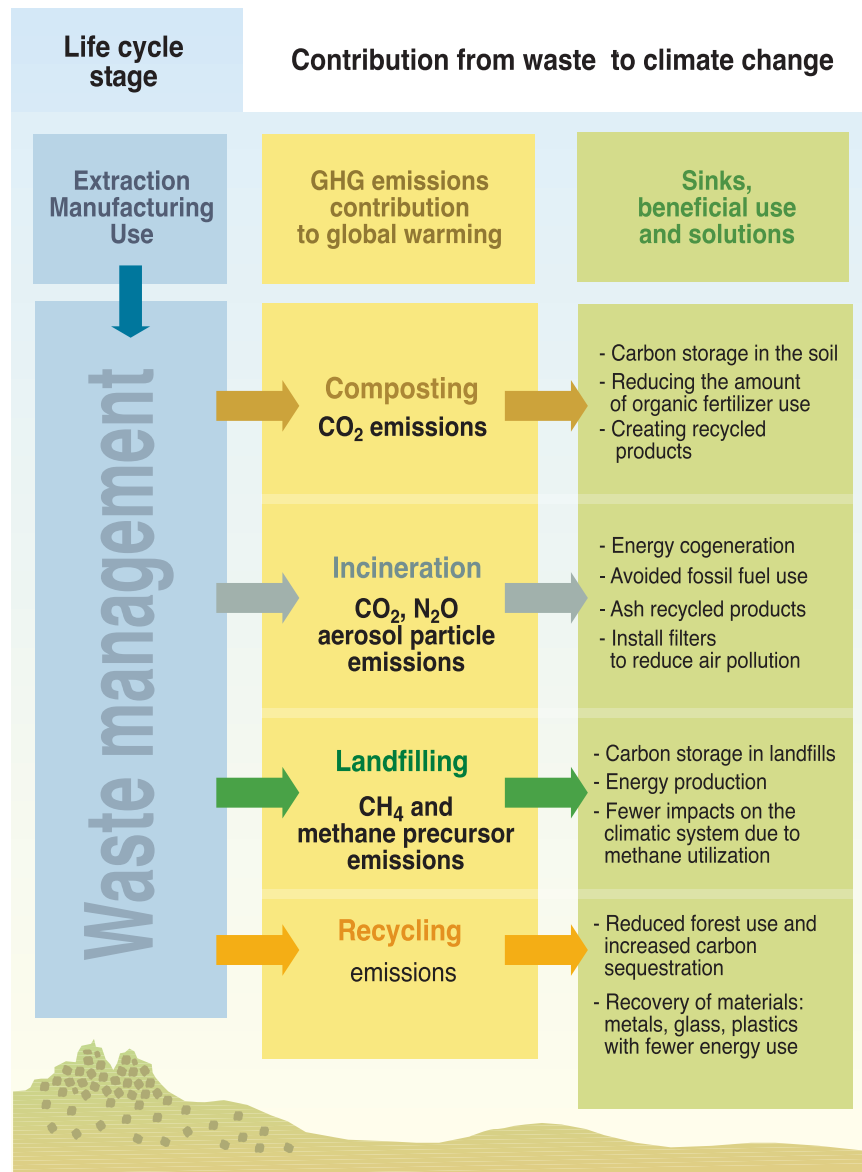 Life cycle
stage
Contribution from waste to climate change
Extraction
Manufacturing
Use
GHG emissions
contribution
to global warming
Sinks,
beneficial use
and solutions
Waste management
Composting
CO₂ emissions
- Carbon storage in the soil
- Reducing the amount
of organic fertilizer use
- Creating recycled
products
Incineration
CO₂, N₂O
aerosol particle
emissions
- Energy cogeneration
- Avoided fossil fuel use
- Ash recycled products
- Install filters
to reduce air pollution
Landfilling
CH₄ and
methane precursor
emissions
- Carbon storage in landfills
- Energy production
- Fewer impacts on the
climatic system due to
methane utilization
Recycling
emissions
- Reduced forest use and
increased carbon
sequestration
- Recovery of materials:
metals, glass, plastics
with fewer energy use